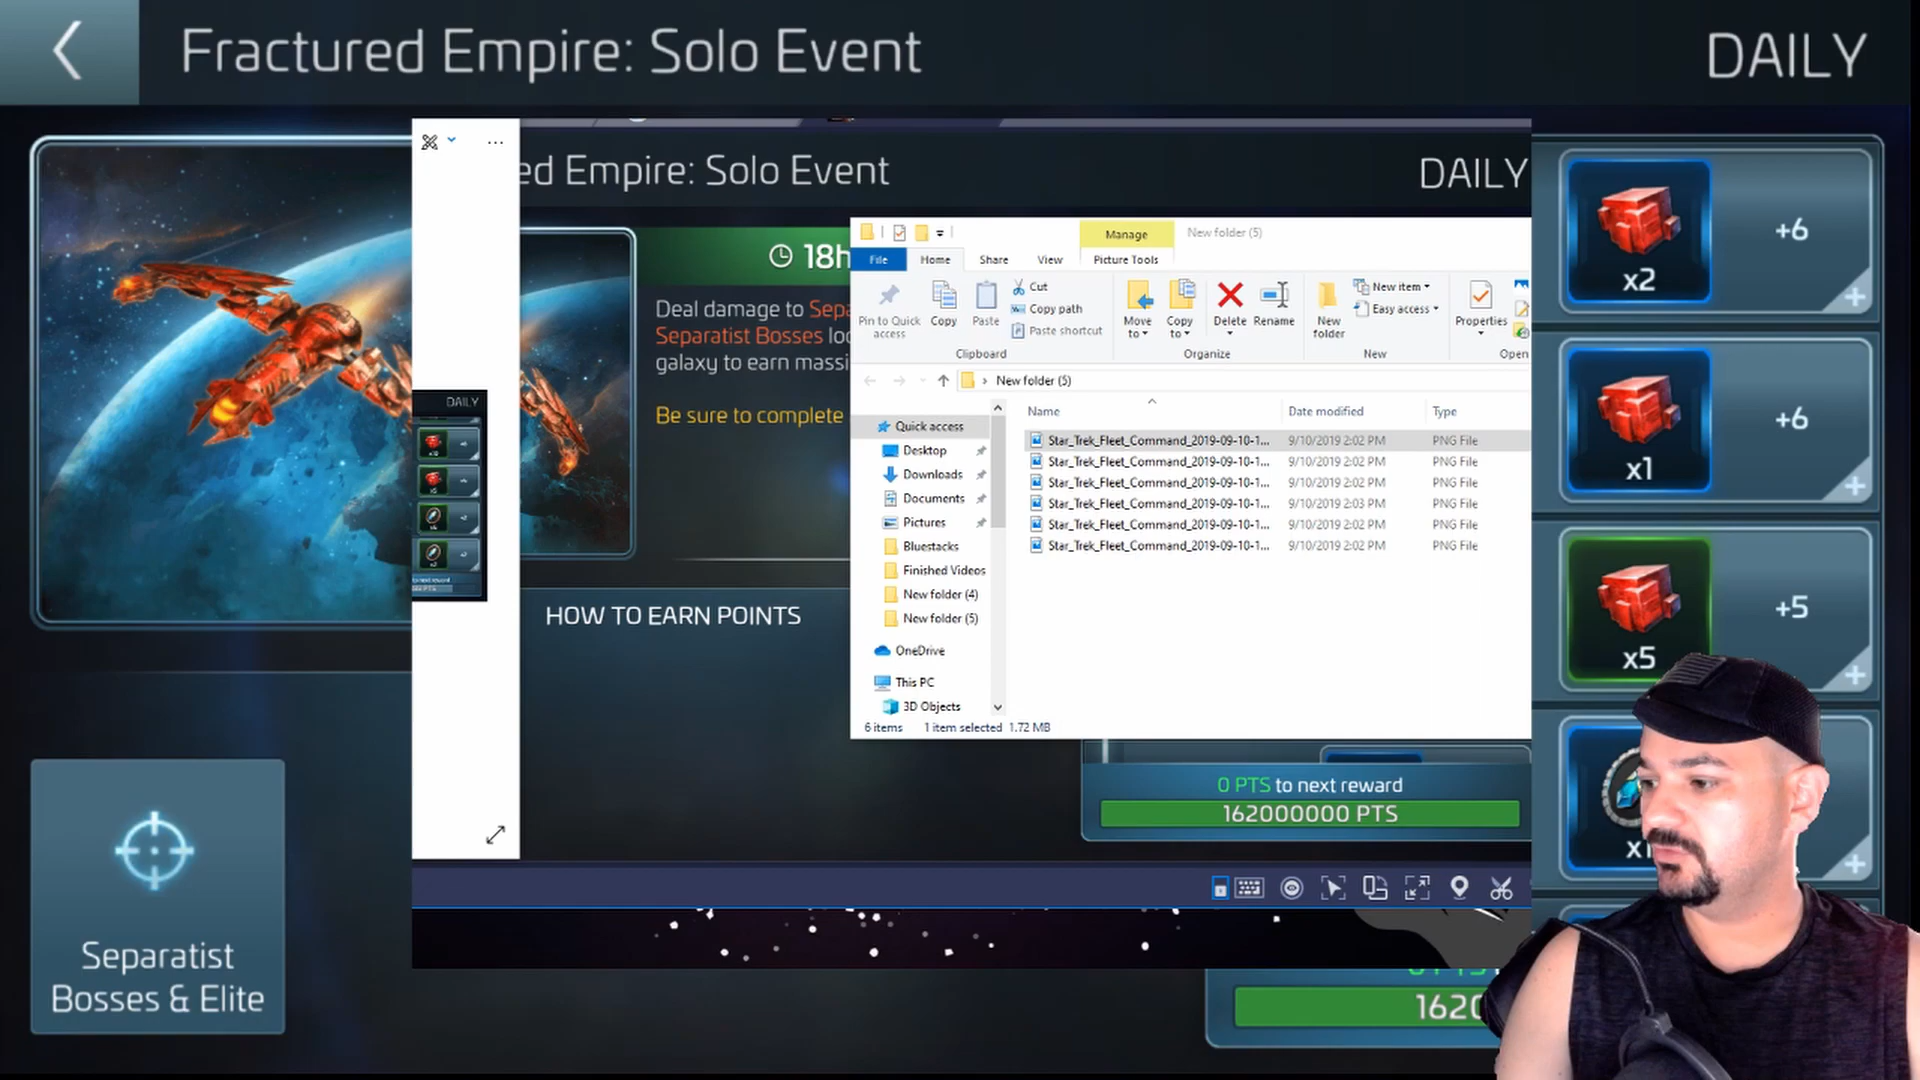 Fractured Empire: Solo Event
DAILY
ed Empire: Solo Event
DAILY
18h
Deal damage to Sepa
Separatist Bosses loc
galaxy to earn massi
Be sure to complete
HOW TO EARN POINTS
DAILY
Manage
New folder (5)
File
Home
Share
View
Picture Tools
Pin to Quick
access
Copy
Paste
Cut
Copy path
Paste shortcut
Clipboard
Move
to
Copy
to
Delete
Rename
Organize
New
folder
New item
Easy access
New
Properties
Open
New folder (5)
Name
Date modified
Type
Star_Trek_Fleet_Command_2019-09-10-1... 9/10/2019 2:02 PM PNG File
Star_Trek_Fleet_Command_2019-09-10-1... 9/10/2019 2:02 PM PNG File
Star_Trek_Fleet_Command_2019-09-10-1... 9/10/2019 2:02 PM PNG File
Star_Trek_Fleet_Command_2019-09-10-1... 9/10/2019 2:03 PM PNG File
Star_Trek_Fleet_Command_2019-09-10-1... 9/10/2019 2:02 PM PNG File
Star_Trek_Fleet_Command_2019-09-10-1... 9/10/2019 2:02 PM PNG File
Quick access
Desktop
Downloads
Documents
Pictures
Bluestacks
Finished Videos
New folder (4)
New folder (5)
OneDrive
This PC
3D Objects
6 items
1 item selected 1.72 MB
0 PTS to next reward
162000000 PTS
x2
+6
x1
+6
x5
+5
Separatist
Bosses & Elite
1620